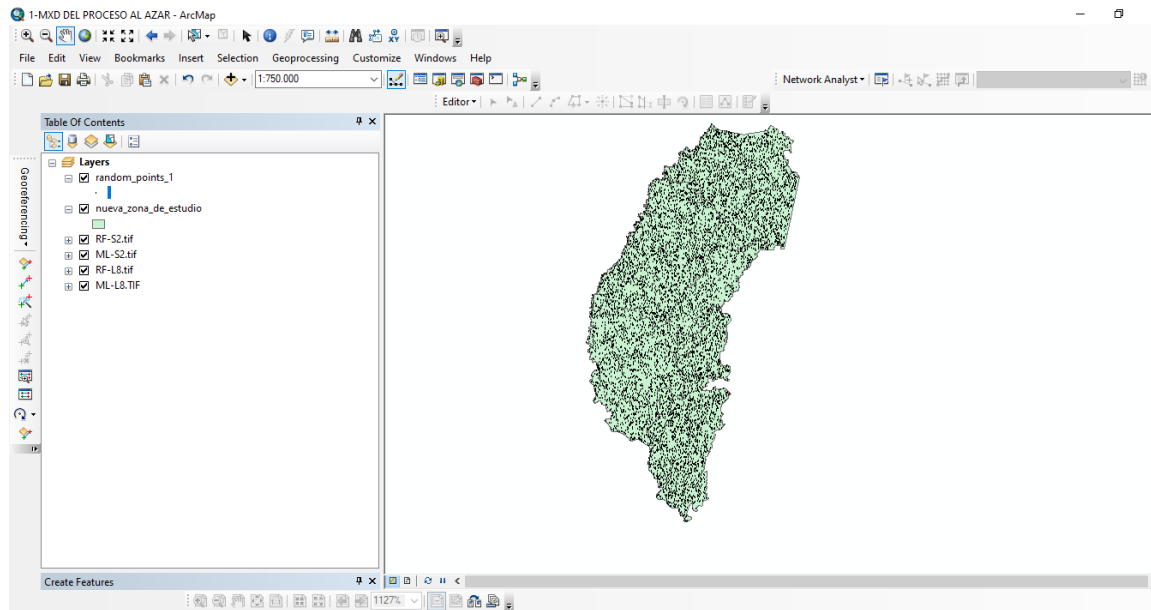 1-MXD DEL PROCESO AL AZAR - ArcMap
File Edit View Bookmarks Insert Selection Geoprocessing Customize Windows Help
1:750.000
Network Analyst
Editor
Table Of Contents
Layers
random_points_1
nueva_zona_de_estudio
RF-S2.tif
ML-S2.tif
RF-L8.tif
ML-L8.TIF
Georeferencing
Create Features
1127%